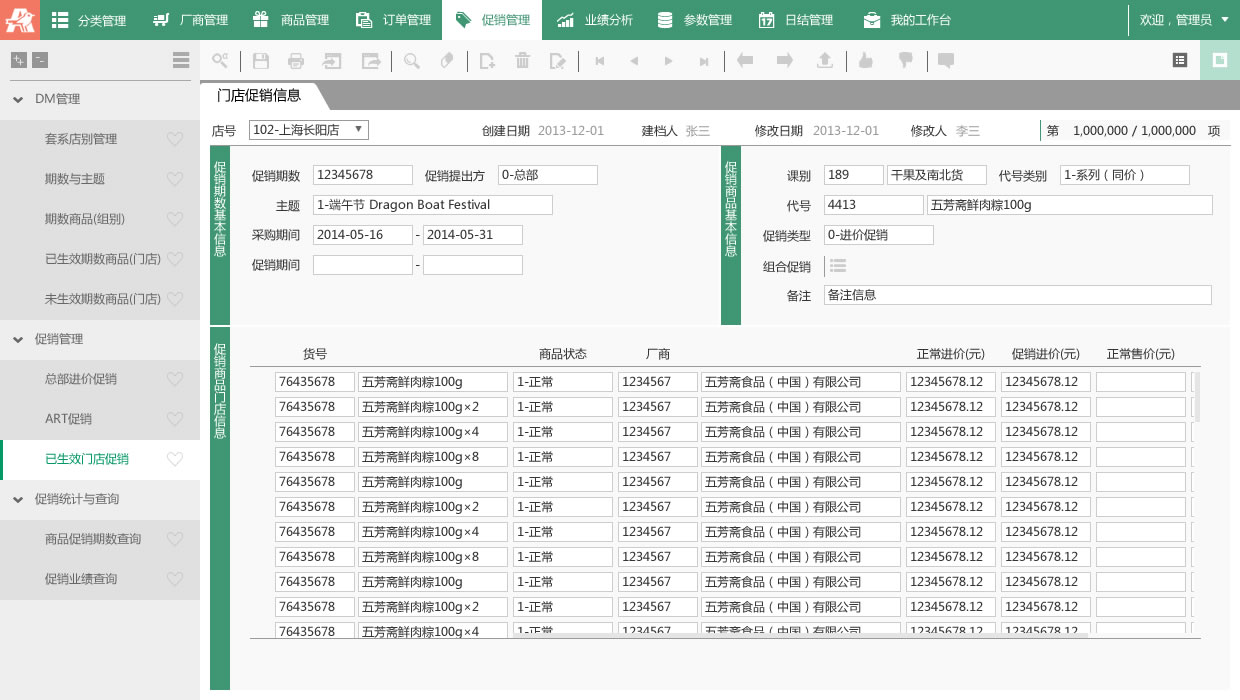 分类管理 厂商管理 商品管理 订单管理 促销管理 业绩分析 参数管理 日结管理 我的工作台 欢迎，管理员
DM管理
套系店别管理
期数与主题
期数商品(组别)
已生效期数商品(门店)
未生效期数商品(门店)
促销管理
总部进价促销
ART促销
已生效门店促销
促销统计与查询
商品促销期数查询
促销业绩查询
门店促销信息
店号 102-上海长阳店 创建日期 2013-12-01 建档人 张三 修改日期 2013-12-01 修改人 李三 第 1,000,000 / 1,000,000 项
促销期数基本信息
促销期数 12345678 促销提出方 0-总部
主题 1-端午节 Dragon Boat Festival
采购期间 2014-05-16 - 2014-05-31
促销期间 -
促销商品基本信息
课别 189 干果及南北货 代号类别 1-系列（同价）
代号 4413 五芳斋鲜肉粽100g
促销类型 0-进价促销
组合促销
备注 备注信息
促销商品门店信息
货号 商品状态 厂商 正常进价(元) 促销进价(元) 正常售价(元)
76435678 五芳斋鲜肉粽100g 1-正常 1234567 五芳斋食品（中国）有限公司 12345678.12 12345678.12
76435678 五芳斋鲜肉粽100g×2 1-正常 1234567 五芳斋食品（中国）有限公司 12345678.12 12345678.12
76435678 五芳斋鲜肉粽100g×4 1-正常 1234567 五芳斋食品（中国）有限公司 12345678.12 12345678.12
76435678 五芳斋鲜肉粽100g×8 1-正常 1234567 五芳斋食品（中国）有限公司 12345678.12 12345678.12
76435678 五芳斋鲜肉粽100g 1-正常 1234567 五芳斋食品（中国）有限公司 12345678.12 12345678.12
76435678 五芳斋鲜肉粽100g×2 1-正常 1234567 五芳斋食品（中国）有限公司 12345678.12 12345678.12
76435678 五芳斋鲜肉粽100g×4 1-正常 1234567 五芳斋食品（中国）有限公司 12345678.12 12345678.12
76435678 五芳斋鲜肉粽100g×8 1-正常 1234567 五芳斋食品（中国）有限公司 12345678.12 12345678.12
76435678 五芳斋鲜肉粽100g 1-正常 1234567 五芳斋食品（中国）有限公司 12345678.12 12345678.12
76435678 五芳斋鲜肉粽100g×2 1-正常 1234567 五芳斋食品（中国）有限公司 12345678.12 12345678.12
76435678 五芳斋鲜肉粽100g×4 1-正常 1234567 五芳斋食品（中国）有限公司 12345678.12 12345678.12